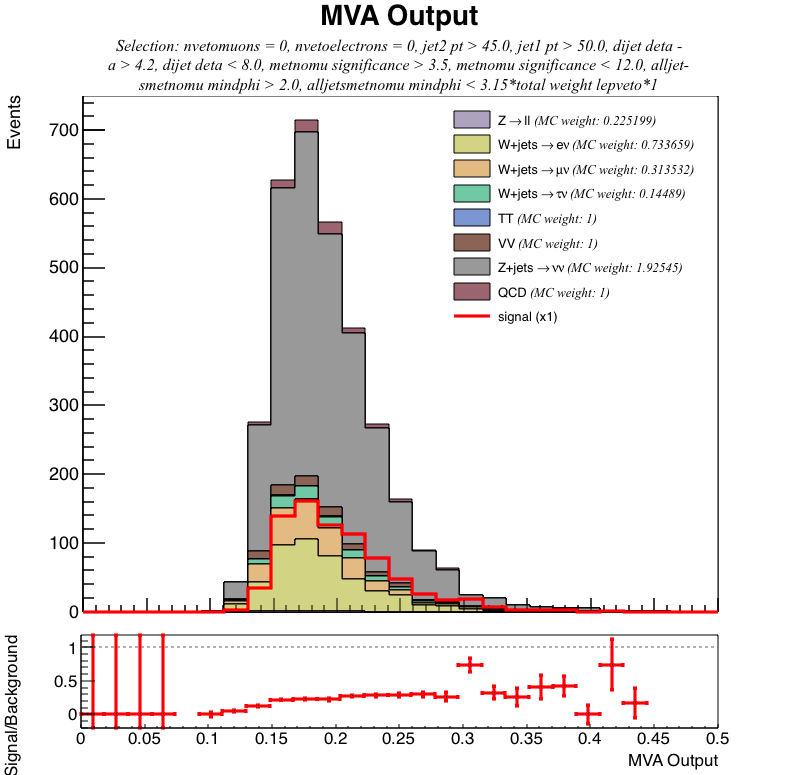 MVA Output
Selection: nvetomuons = 0, nvetoelectrons = 0, jet2 pt > 45.0, jet1 pt > 50.0, dijet deta -
a > 4.2, dijet deta < 8.0, metnomu significance > 3.5, metnomu significance < 12.0, alljet-
smetnomu mindphi > 2.0, alljetsmetnomu mindphi < 3.15*total weight lepveto*1
Events
700
600
500
400
300
200
100
0
Z→ll (MC weight: 0.225199)
W+jets→eν (MC weight: 0.733659)
W+jets→μν (MC weight: 0.313532)
W+jets→τν (MC weight: 0.14489)
TT (MC weight: 1)
VV (MC weight: 1)
Z+jets→νν (MC weight: 1.92545)
QCD (MC weight: 1)
signal (x1)
Signal/Background
1
0.5
0
0 0.05 0.1 0.15 0.2 0.25 0.3 0.35 0.4 0.45 0.5
MVA Output